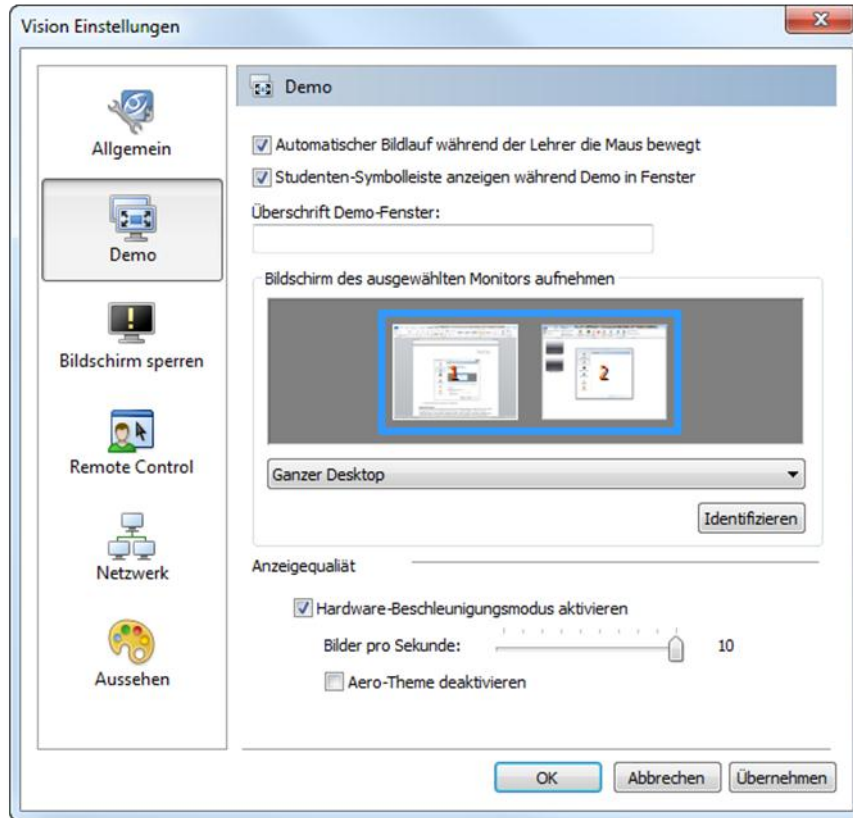 Vision Einstellungen
Allgemein
Demo
Bildschirm sperren
Remote Control
Netzwerk
Aussehen
Demo
Automatischer Bildlauf während der Lehrer die Maus bewegt
Studenten-Symbolleiste anzeigen während Demo in Fenster
Überschrift Demo-Fenster:
Bildschirm des ausgewählten Monitors aufnehmen
1 2
Ganzer Desktop
Identifizieren
Anzeigequaliät
Hardware-Beschleunigungsmodus aktivieren
Bilder pro Sekunde: 10
Aero-Theme deaktivieren
OK Abbrechen Übernehmen